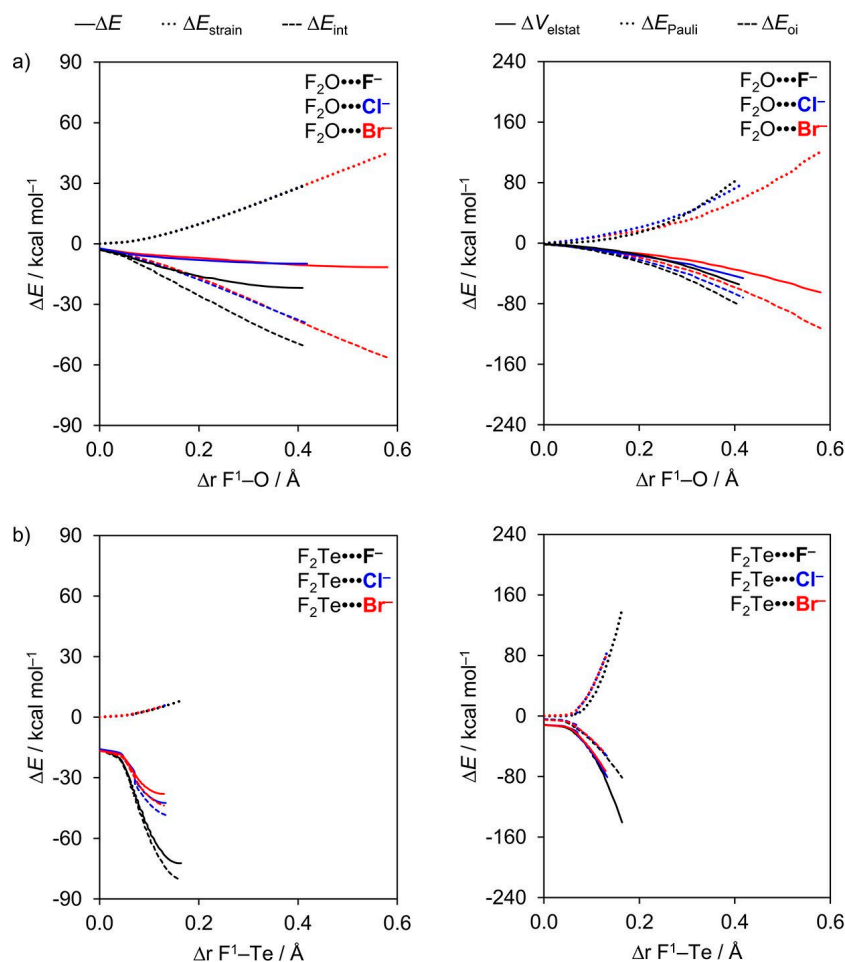 ΔE ΔE_strain ΔE_int
ΔV_elstat ΔE_Pauli ΔE_oi
a)
F₂O•••F⁻
F₂O•••Cl⁻
F₂O•••Br⁻
90
60
30
0
-30
-60
-90
ΔE / kcal mol⁻¹
0.0 0.2 0.4 0.6
Δr F¹–O / Å
F₂O•••F⁻
F₂O•••Cl⁻
F₂O•••Br⁻
240
160
80
0
-80
-160
-240
ΔE / kcal mol⁻¹
0.0 0.2 0.4 0.6
Δr F¹–O / Å
b)
F₂Te•••F⁻
F₂Te•••Cl⁻
F₂Te•••Br⁻
90
60
30
0
-30
-60
-90
ΔE / kcal mol⁻¹
0.0 0.2 0.4 0.6
Δr F¹–Te / Å
F₂Te•••F⁻
F₂Te•••Cl⁻
F₂Te•••Br⁻
240
160
80
0
-80
-160
-240
ΔE / kcal mol⁻¹
0.0 0.2 0.4 0.6
Δr F¹–Te / Å